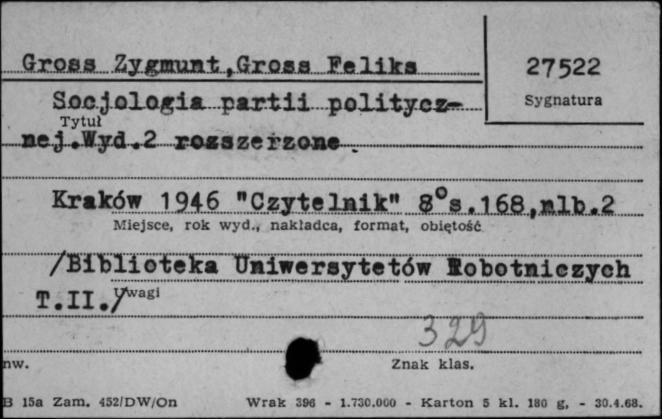 Gross Zygmunt,Gross Feliks
27522
Sygnatura
Socjologia partii politycz-
Tytuł
nej.Wyd.2 rozszerzone
Kraków 1946 "Czytelnik" 8°s.168,nlb.2
Miejsce, rok wyd., nakładca, format, objętość
/Biblioteka Uniwersytetów Robotniczych
T.II./
Uwagi
329
nw.
Znak klas.
B 15a Zam. 452/DW/On Wrak 396 - 1.730.000 - Karton 5 kl. 180 g, - 30.4.68.